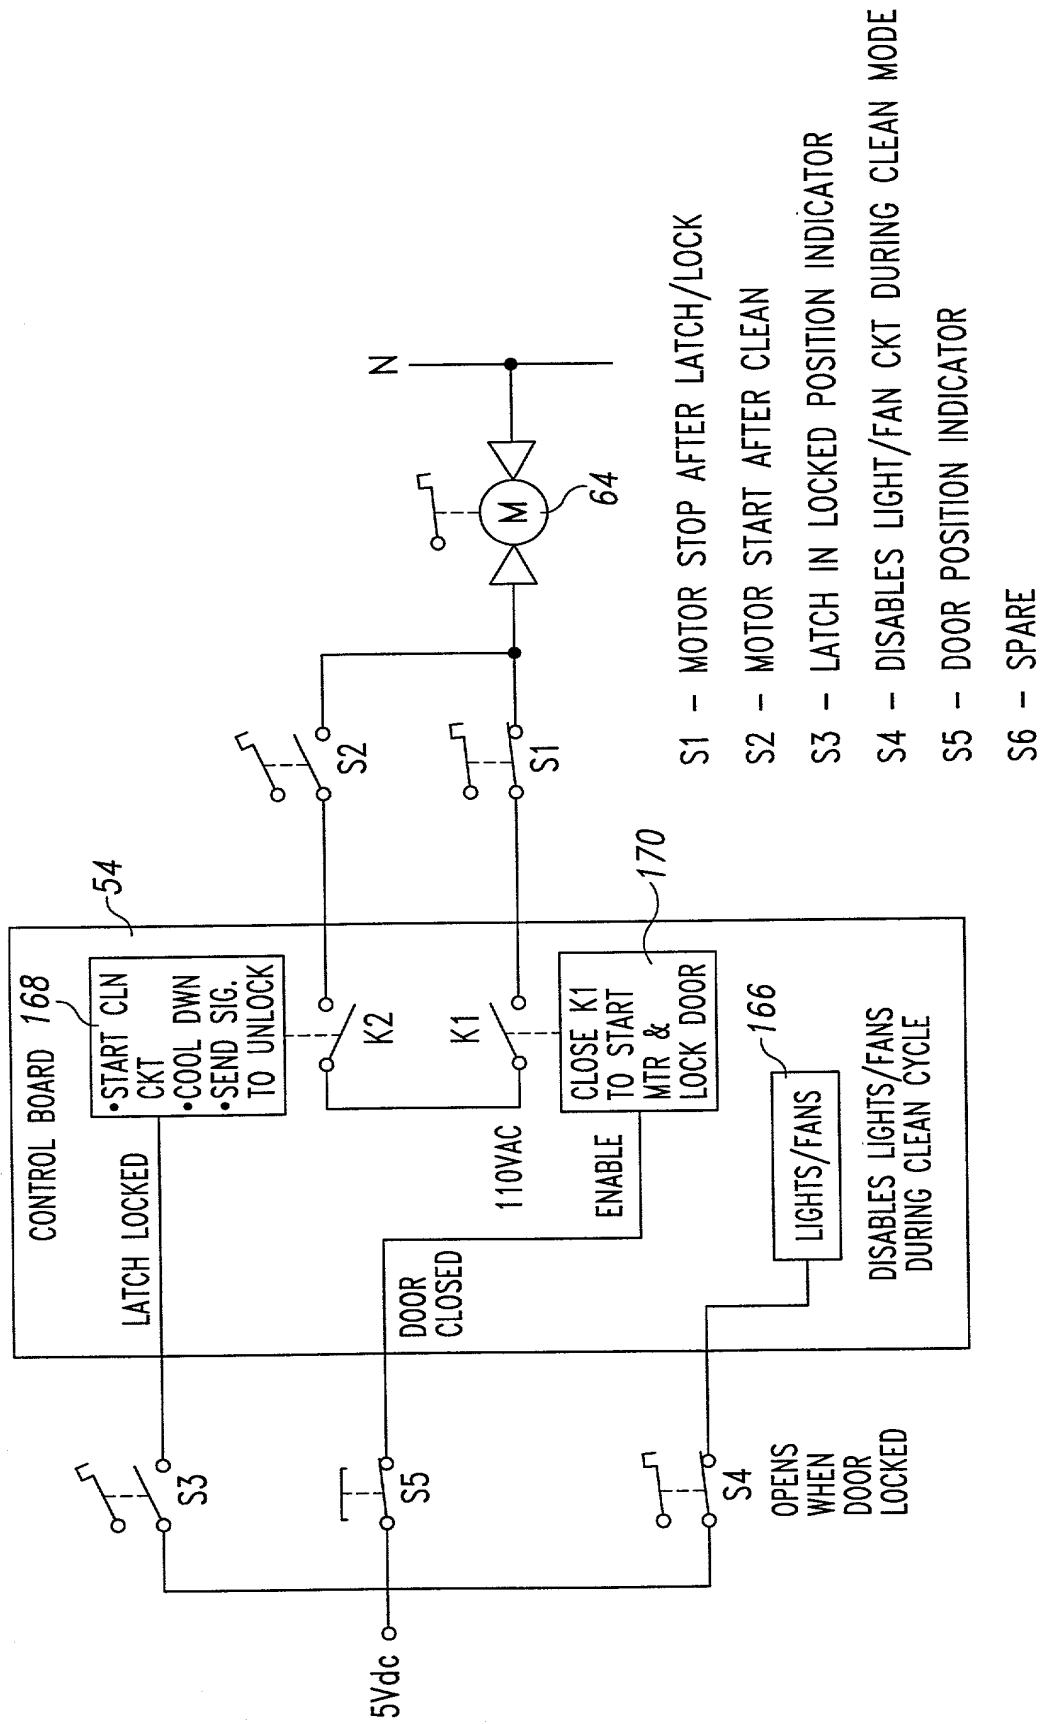 CONTROL BOARD
54
168
•START CLN
CKT
•COOL DWN
•SEND SIG.
TO UNLOCK
LATCH LOCKED
S3
K2
S2
5Vdc
S5
DOOR
CLOSED
110VAC
K1
S1
M
64
N
ENABLE
CLOSE K1
TO START
MTR &
LOCK DOOR
170
S4
OPENS
WHEN
DOOR
LOCKED
LIGHTS/FANS
166
DISABLES LIGHTS/FANS
DURING CLEAN CYCLE
S1 – MOTOR STOP AFTER LATCH/LOCK
S2 – MOTOR START AFTER CLEAN
S3 – LATCH IN LOCKED POSITION INDICATOR
S4 – DISABLES LIGHT/FAN CKT DURING CLEAN MODE
S5 – DOOR POSITION INDICATOR
S6 – SPARE